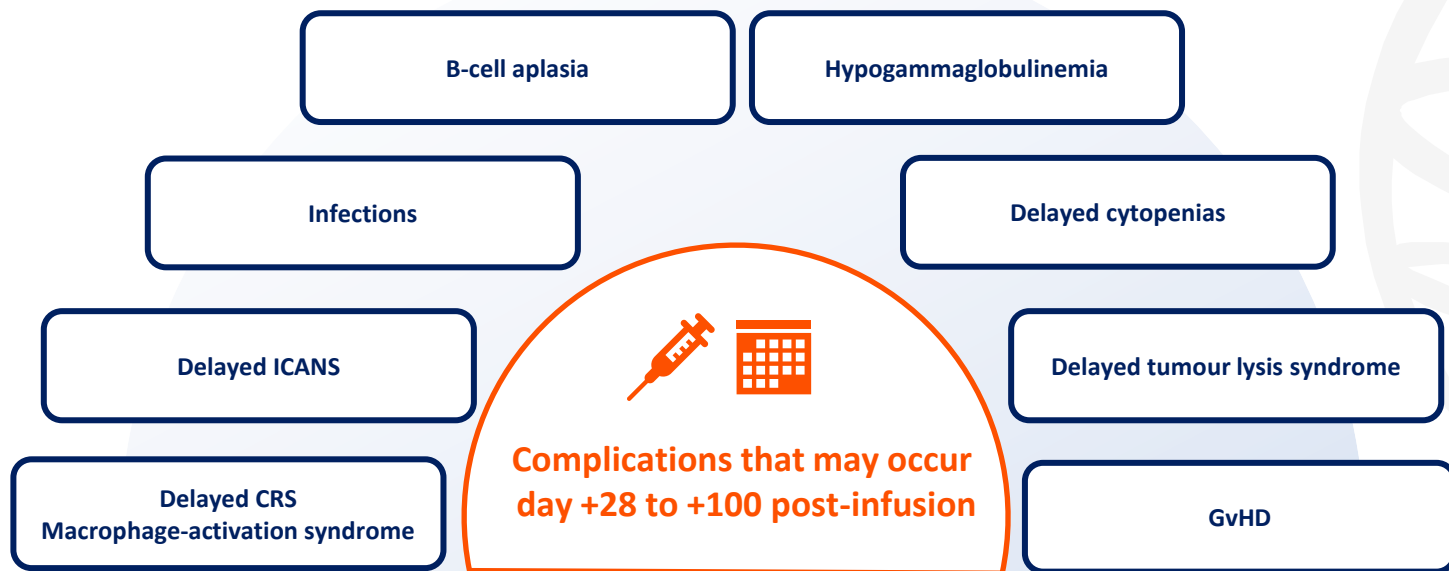 B-cell aplasia
Hypogammaglobulinemia
Infections
Delayed cytopenias
Delayed ICANS
Delayed tumour lysis syndrome
Complications that may occur
day +28 to +100 post-infusion
Delayed CRS
Macrophage-activation syndrome
GvHD